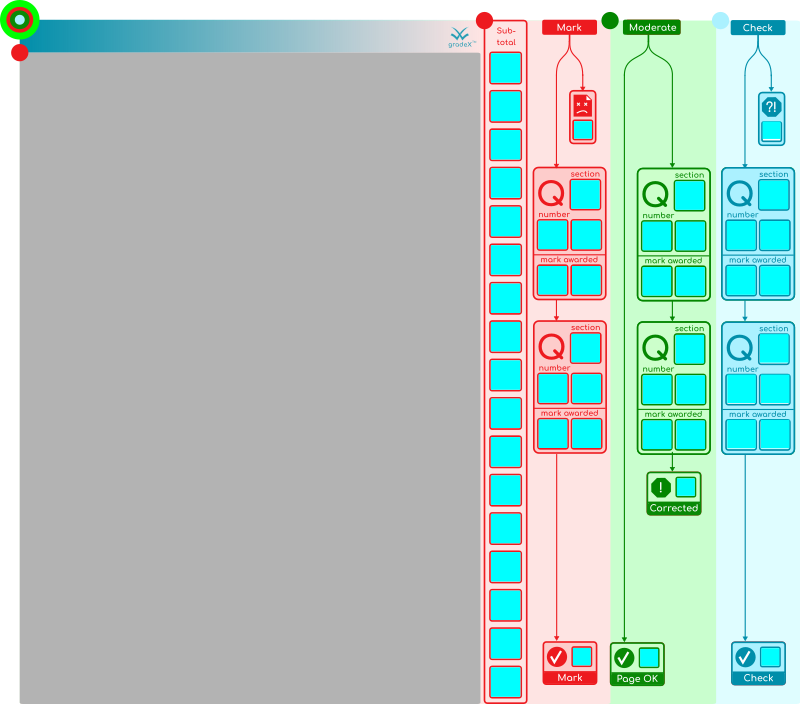 gradeX™
Sub-
total
Mark
section
Q
number
mark awarded
section
Q
number
mark awarded
Mark
Moderate
section
Q
number
mark awarded
section
Q
number
mark awarded
!
Corrected
Page OK
Check
?!
section
Q
number
mark awarded
section
Q
number
mark awarded
Check